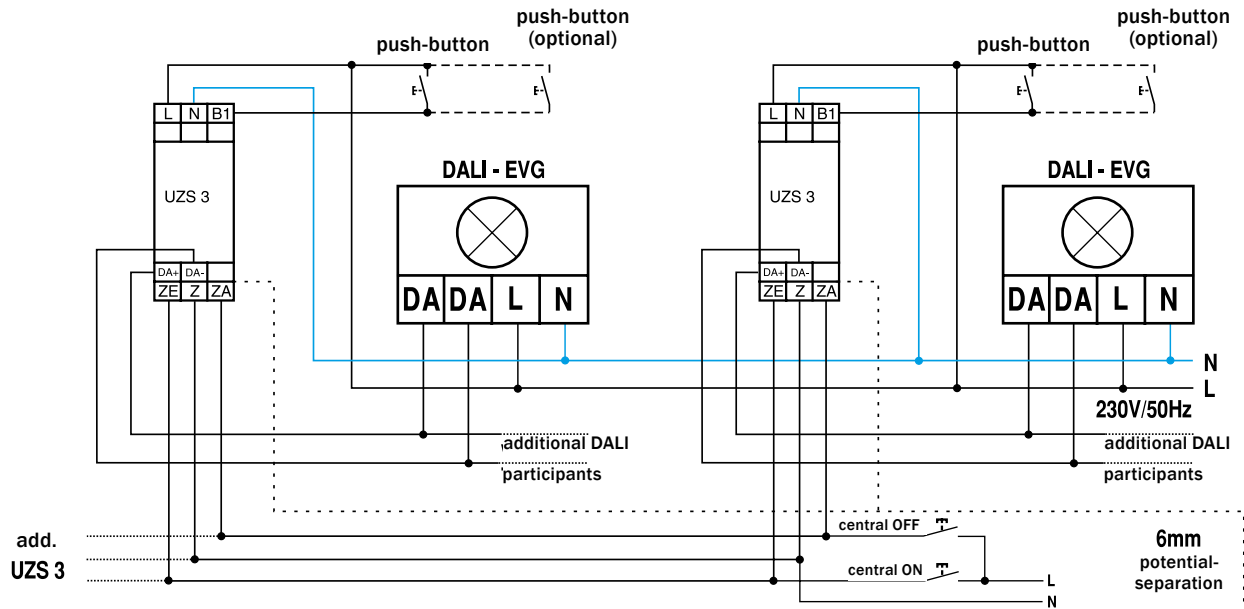 push-button
push-button
(optional)
push-button
push-button
(optional)
L N B1
L N B1
DALI - EVG
DALI - EVG
UZS 3
UZS 3
DA+ DA-
ZE Z ZA
DA DA L N
DA+ DA-
ZE Z ZA
DA DA L N
N
L
230V/50Hz
additional DALI
participants
additional DALI
participants
add.
UZS 3
central OFF
central ON
L
N
6mm
potential-
separation